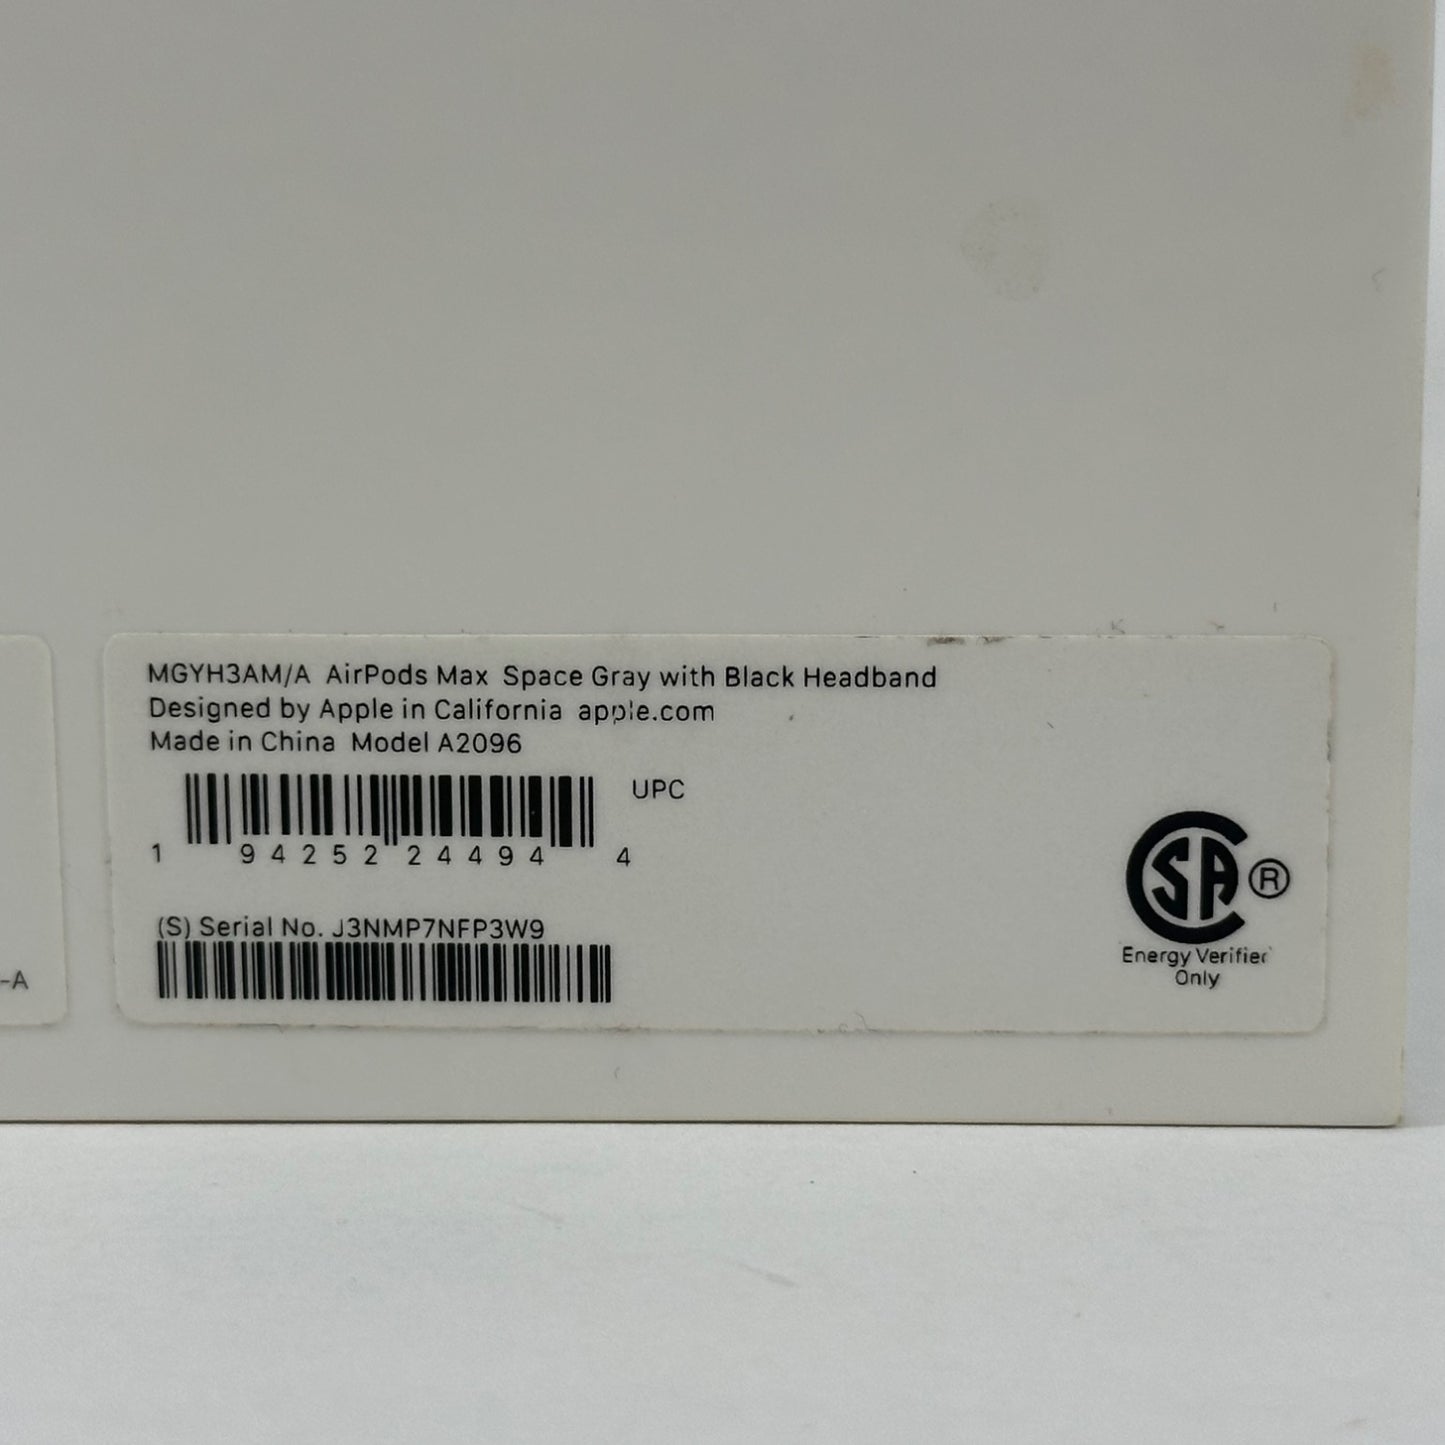 MGYH3AM/A AirPods Max Space Gray with Black Headband
Designed by Apple in California apple.com
Made in China Model A2096
UPC
1 94252 24494 4
(S) Serial No. J3NMP7NFP3W9
-A
CSA ®
Energy Verifier
Only